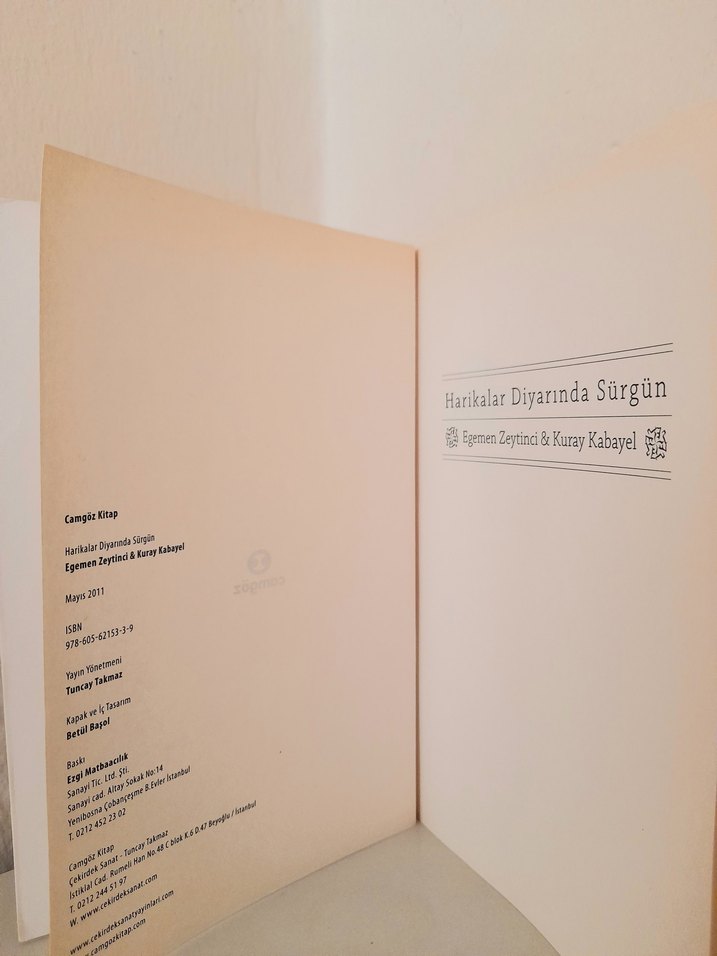 Camgöz Kitap
Harikalar Diyarında Sürgün
Egemen Zeytinci & Kuray Kabayel
Mayıs 2011
ISBN
978-605-62153-3-9
Yayın Yönetmeni
Tuncay Takmaz
Kapak ve İç Tasarım
Betül Başol
Baskı
Ezgi Matbaacılık
Sanayi Tic. Ltd. Şti.
Sanayi cad. Altay Sokak No:14
Yenibosna Çobançeşme B.Evler İstanbul
T. 0212 452 23 02
Camgöz Kitap
Çekirdek Sanat - Tuncay Takmaz
İstiklal Cad. Rumeli Han No.48 C blok K.6 D.47 Beyoğlu / İstanbul
T. 0212 244 51 97
W. www.cekirdeksanat.com
www.cekirdeksanatyayinlari.com
camgozkitap.com
camgöz
Harikalar Diyarında Sürgün
Egemen Zeytinci & Kuray Kabayel